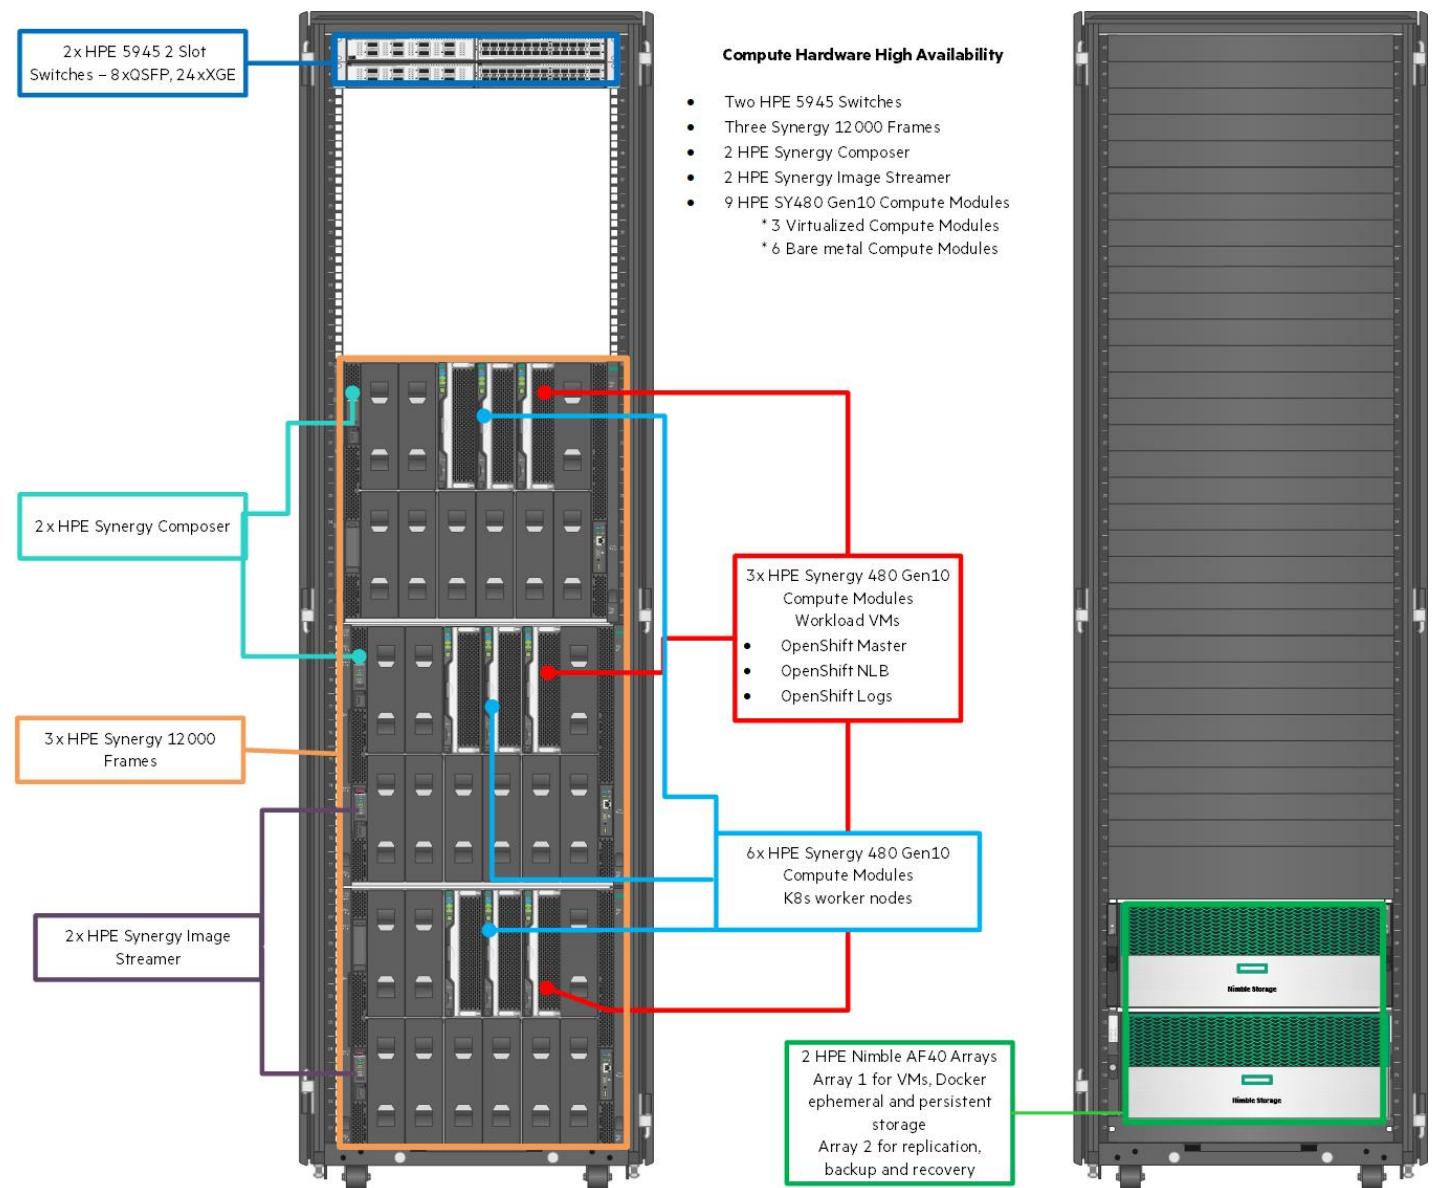 2x HPE 5945 2 Slot
Switches – 8xQSFP, 24xXGE
Compute Hardware High Availability
• Two HPE 5945 Switches
• Three Synergy 12000 Frames
• 2 HPE Synergy Composer
• 2 HPE Synergy Image Streamer
• 9 HPE SY480 Gen10 Compute Modules
* 3 Virtualized Compute Modules
* 6 Bare metal Compute Modules
2x HPE Synergy Composer
3x HPE Synergy 480 Gen10
Compute Modules
Workload VMs
• OpenShift Master
• OpenShift NLB
• OpenShift Logs
3x HPE Synergy 12000
Frames
6x HPE Synergy 480 Gen10
Compute Modules
K8s worker nodes
2x HPE Synergy Image
Streamer
Nimble Storage
Nimble Storage
2 HPE Nimble AF40 Arrays
Array 1 for VMs, Docker
ephemeral and persistent
storage
Array 2 for replication,
backup and recovery